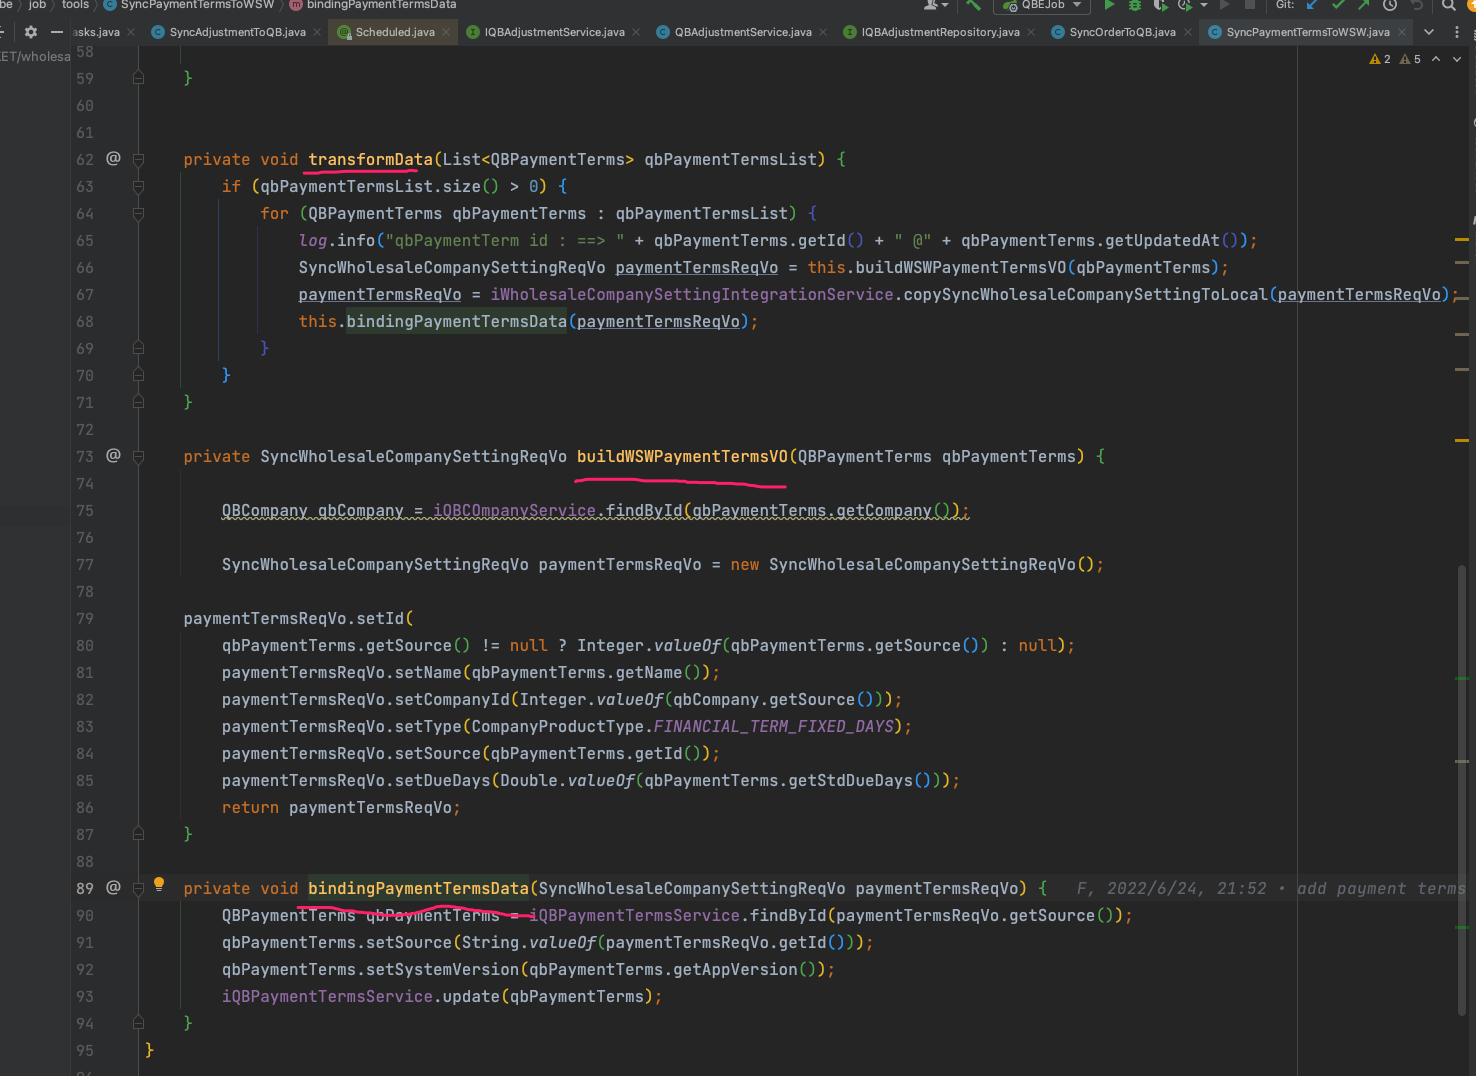 be › job › tools › SyncPaymentTermsToWSW › bindingPaymentTermsData QBEJob Git:
asks.java SyncAdjustmentToQB.java Scheduled.java IQBAdjustmentService.java QBAdjustmentService.java IQBAdjustmentRepository.java SyncOrderToQB.java SyncPaymentTermsToWSW.java
ET/wholesa
2 5
58
59 }
60
61
62 @ private void transformData(List<QBPaymentTerms> qbPaymentTermsList) {
63 if (qbPaymentTermsList.size() > 0) {
64 for (QBPaymentTerms qbPaymentTerms : qbPaymentTermsList) {
65 log.info("qbPaymentTerm id : ==> " + qbPaymentTerms.getId() + " @" + qbPaymentTerms.getUpdatedAt());
66 SyncWholesaleCompanySettingReqVo paymentTermsReqVo = this.buildWSWPaymentTermsVO(qbPaymentTerms);
67 paymentTermsReqVo = iWholesaleCompanySettingIntegrationService.copySyncWholesaleCompanySettingToLocal(paymentTermsReqVo);
68 this.bindingPaymentTermsData(paymentTermsReqVo);
69 }
70 }
71 }
72
73 @ private SyncWholesaleCompanySettingReqVo buildWSWPaymentTermsVO(QBPaymentTerms qbPaymentTerms) {
74
75 QBCompany qbCompany = iQBCOmpanyService.findById(qbPaymentTerms.getCompany());
76
77 SyncWholesaleCompanySettingReqVo paymentTermsReqVo = new SyncWholesaleCompanySettingReqVo();
78
79 paymentTermsReqVo.setId(
80 qbPaymentTerms.getSource() != null ? Integer.valueOf(qbPaymentTerms.getSource()) : null);
81 paymentTermsReqVo.setName(qbPaymentTerms.getName());
82 paymentTermsReqVo.setCompanyId(Integer.valueOf(qbCompany.getSource()));
83 paymentTermsReqVo.setType(CompanyProductType.FINANCIAL_TERM_FIXED_DAYS);
84 paymentTermsReqVo.setSource(qbPaymentTerms.getId());
85 paymentTermsReqVo.setDueDays(Double.valueOf(qbPaymentTerms.getStdDueDays()));
86 return paymentTermsReqVo;
87 }
88
89 @ private void bindingPaymentTermsData(SyncWholesaleCompanySettingReqVo paymentTermsReqVo) { F, 2022/6/24, 21:52 • add payment terms
90 QBPaymentTerms qbPaymentTerms = iQBPaymentTermsService.findById(paymentTermsReqVo.getSource());
91 qbPaymentTerms.setSource(String.valueOf(paymentTermsReqVo.getId()));
92 qbPaymentTerms.setSystemVersion(qbPaymentTerms.getAppVersion());
93 iQBPaymentTermsService.update(qbPaymentTerms);
94 }
95 }